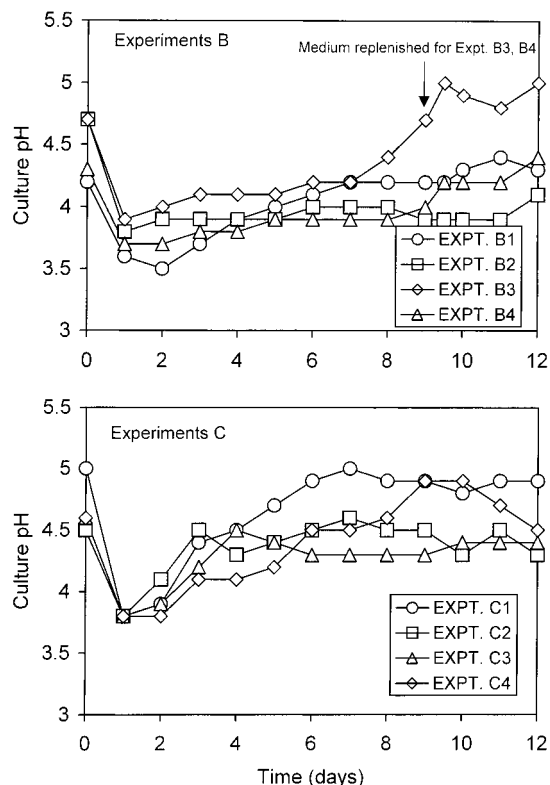 5.5
Experiments B
Medium replenished for Expt. B3, B4
5
4.5
Culture pH
4
3.5
3
EXPT. B1
EXPT. B2
EXPT. B3
EXPT. B4
0 2 4 6 8 10 12
5.5
Experiments C
5
4.5
Culture pH
4
3.5
3
EXPT. C1
EXPT. C2
EXPT. C3
EXPT. C4
0 2 4 6 8 10 12
Time (days)